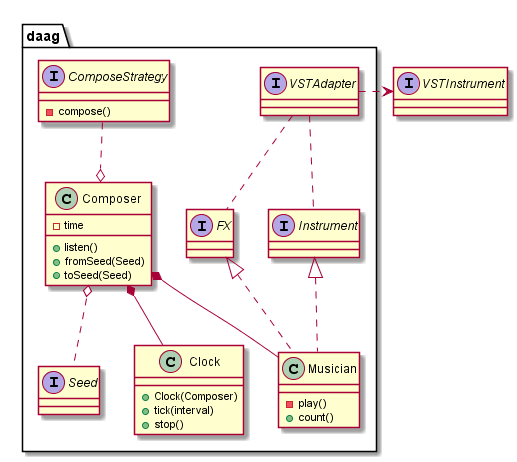 daag
I ComposeStrategy
compose()
I VSTAdapter
I VSTInstrument
C Composer
time
listen()
fromSeed(Seed)
toSeed(Seed)
I FX
I Instrument
I Seed
C Clock
Clock(Composer)
tick(interval)
stop()
C Musician
play()
count()